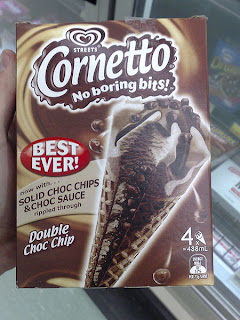 STREETS
Cornetto
No boring bits!
BEST
EVER!
now with...
SOLID CHOC CHIPS
& CHOC SAUCE
rippled through
Double
Choc Chip
4